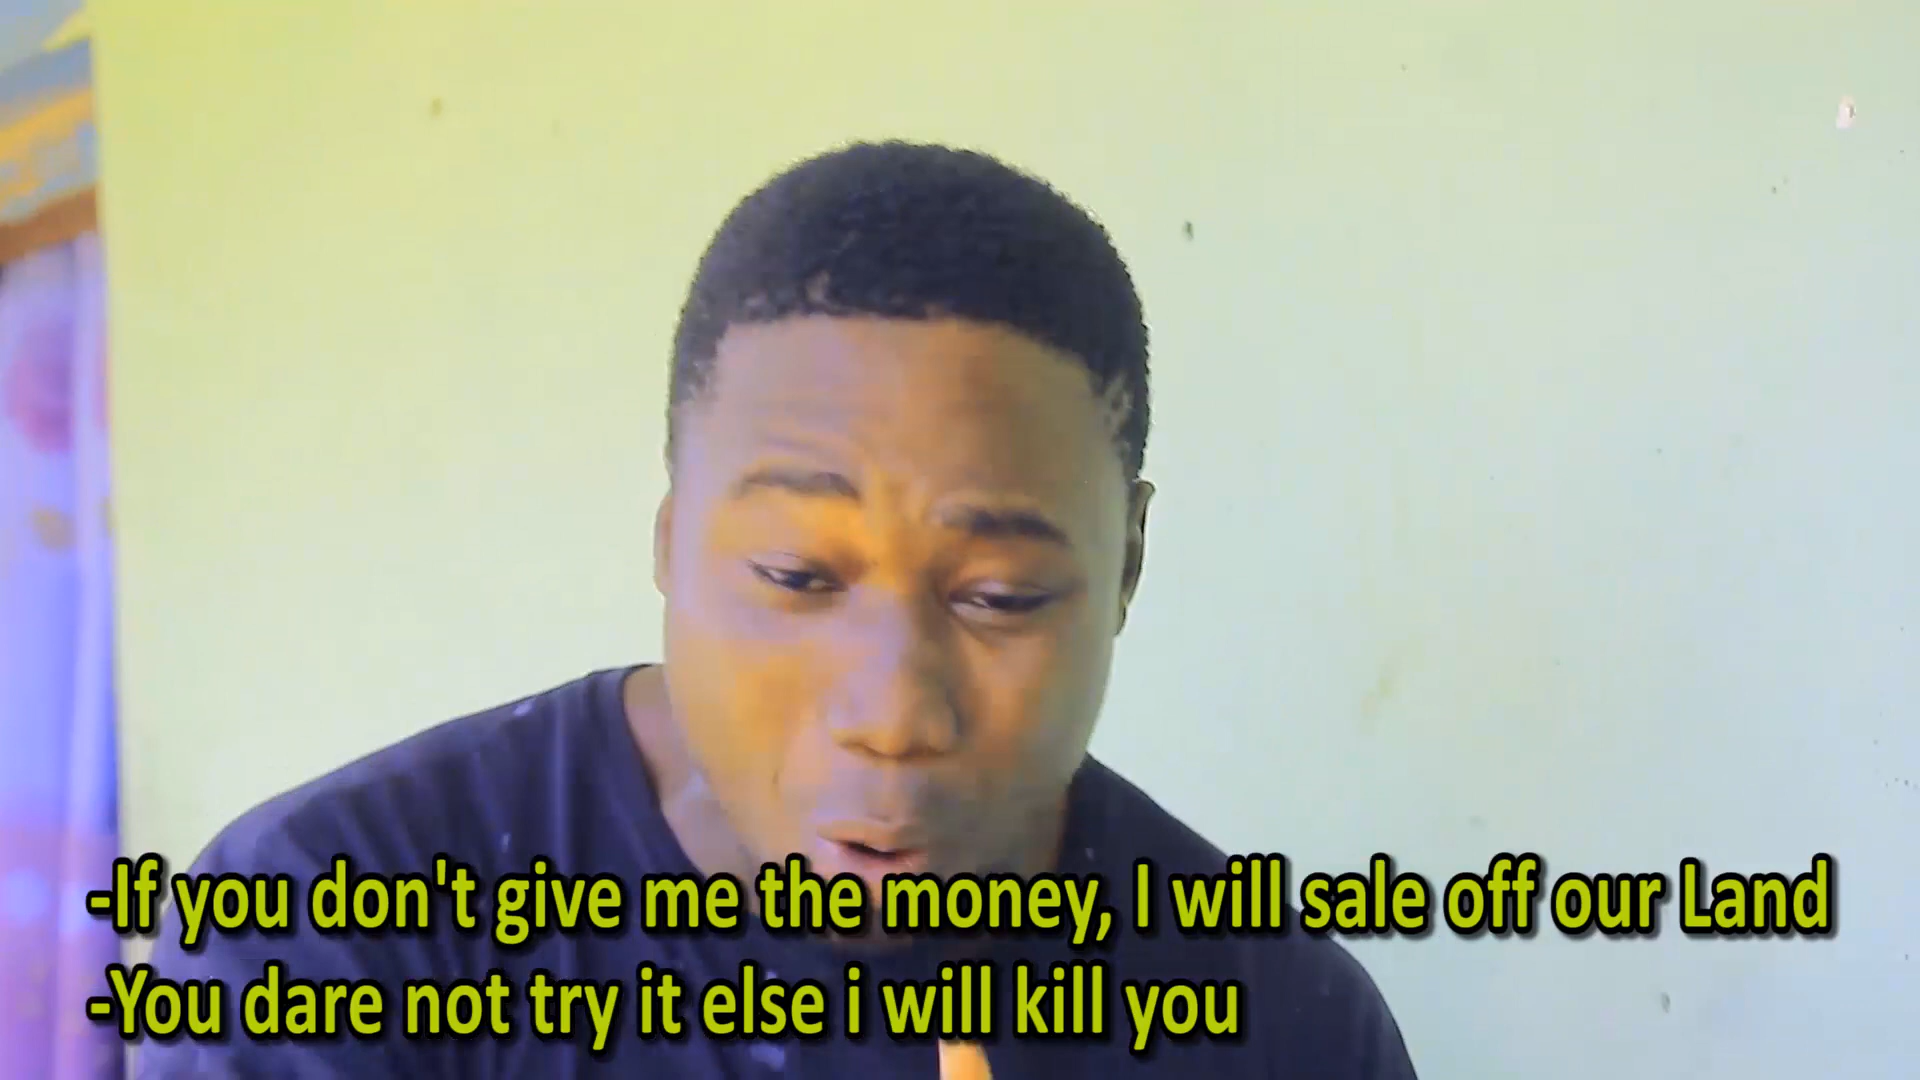 -If you don't give me the money, I will sale off our Land
-You dare not try it else i will kill you